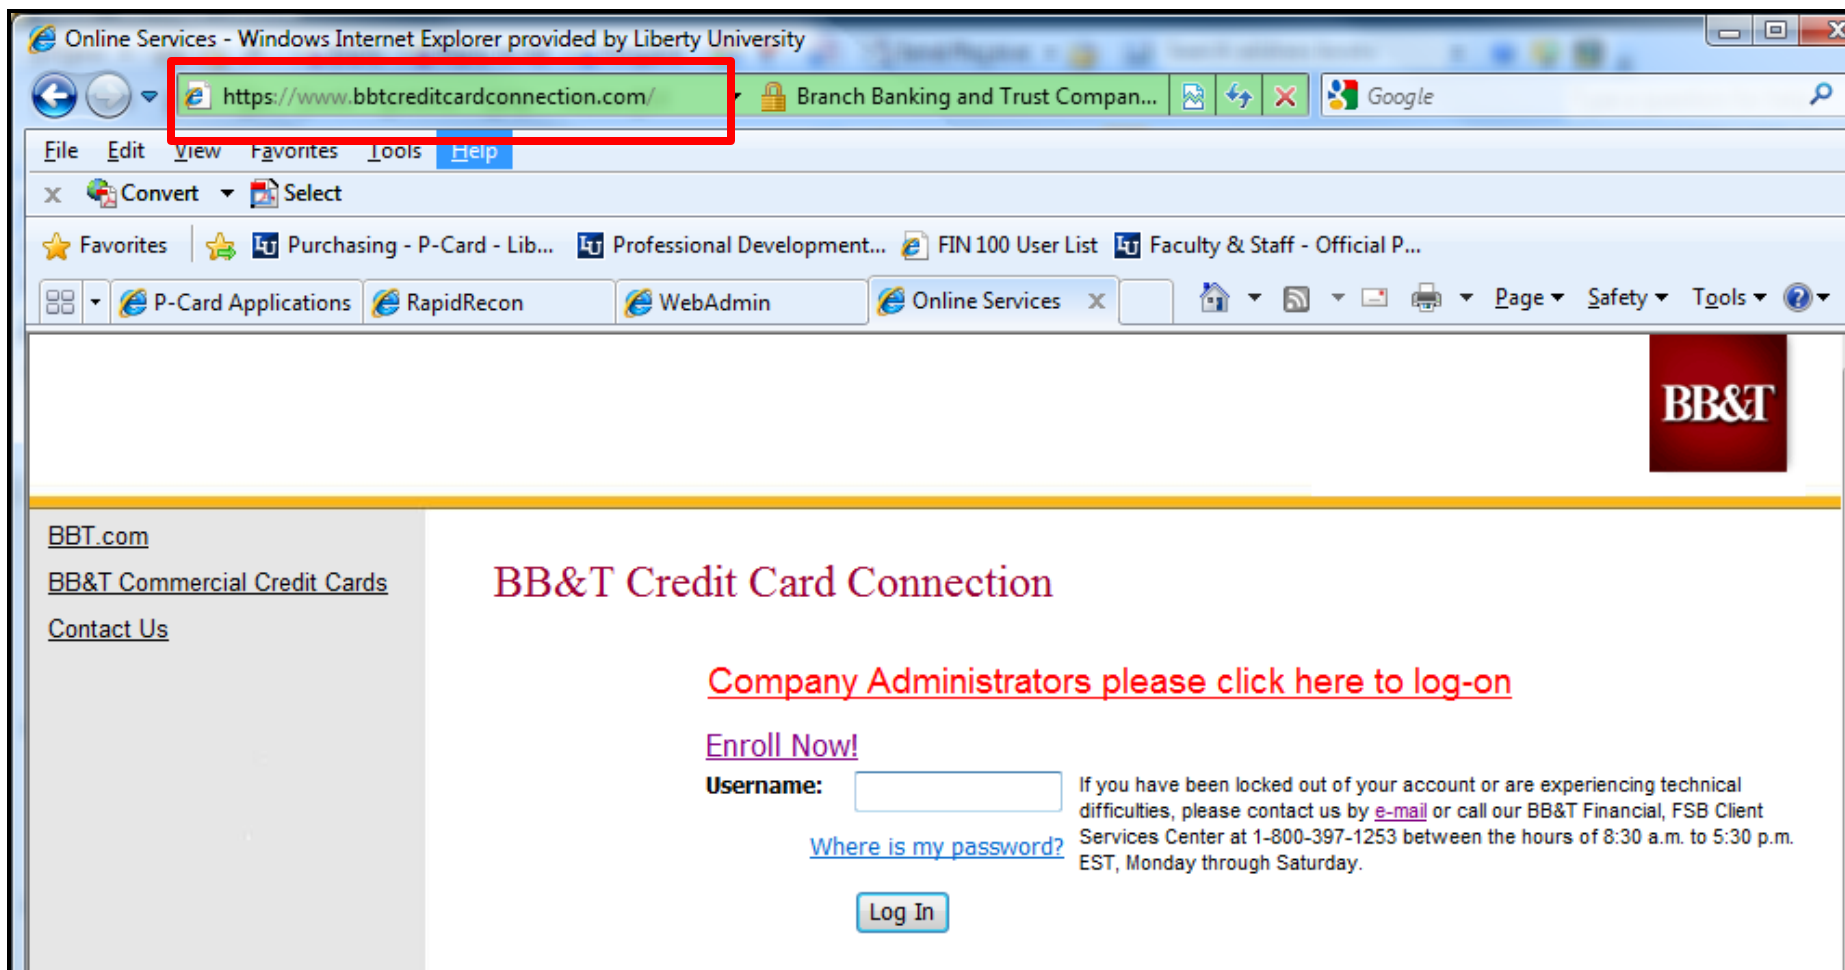 Online Services - Windows Internet Explorer provided by Liberty University
https://www.bbtcreditcardconnection.com/ Branch Banking and Trust Compan... Google
File Edit View Favorites Tools Help
x Convert Select
Favorites Purchasing - P-Card - Lib... Professional Development... FIN 100 User List Faculty & Staff - Official P...
P-Card Applications RapidRecon WebAdmin Online Services x Page Safety Tools
BB&T
BBT.com
BB&T Commercial Credit Cards
Contact Us
BB&T Credit Card Connection
Company Administrators please click here to log-on
Enroll Now!
Username:
Where is my password?
Log In
If you have been locked out of your account or are experiencing technical
difficulties, please contact us by e-mail or call our BB&T Financial, FSB Client
Services Center at 1-800-397-1253 between the hours of 8:30 a.m. to 5:30 p.m.
EST, Monday through Saturday.